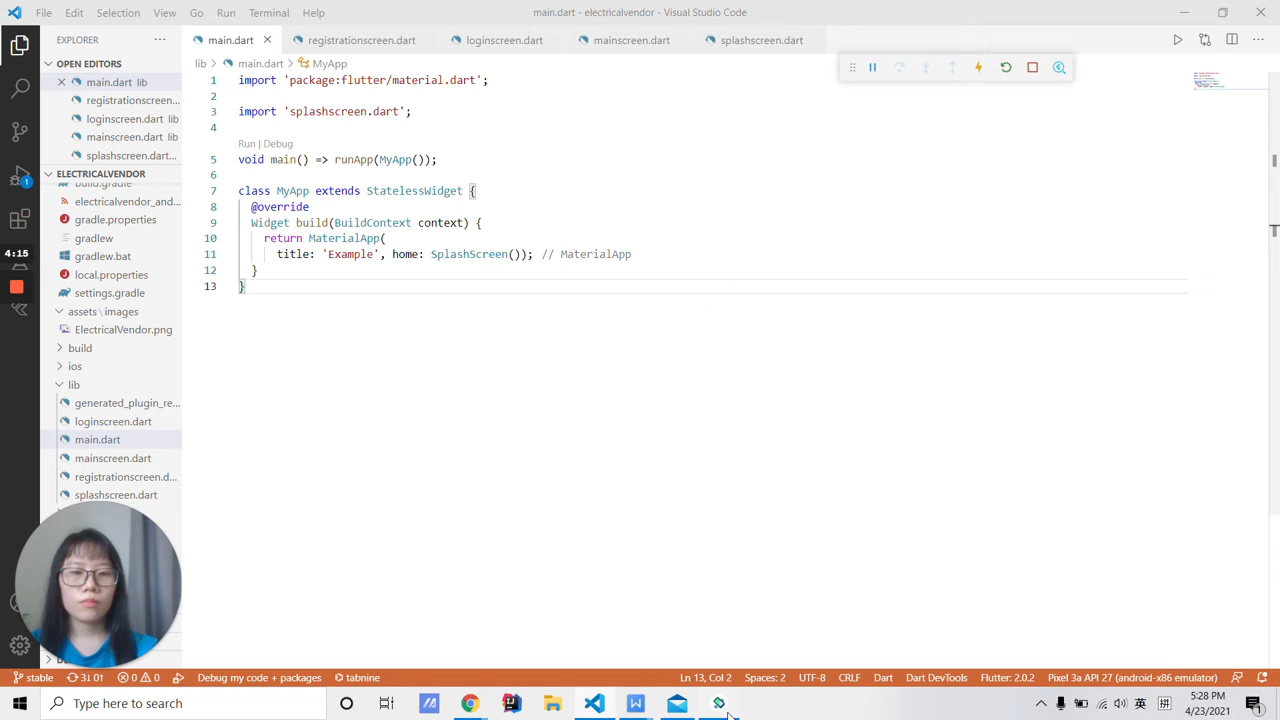 File Edit Selection View Go Run Terminal Help
main.dart - electricalvendor - Visual Studio Code
EXPLORER
OPEN EDITORS
main.dart lib
registrationscreen....
loginscreen.dart lib
mainscreen.dart lib
splashscreen.dart...
ELECTRICALVENDOR
build.gradle
electricalvendor_and...
gradle.properties
gradlew
gradlew.bat
local.properties
settings.gradle
assets\images
ElectricalVendor.png
build
ios
lib
generated_plugin_re...
loginscreen.dart
main.dart
mainscreen.dart
registrationscreen.d...
splashscreen.dart
4:15
1
main.dart
registrationscreen.dart
loginscreen.dart
mainscreen.dart
splashscreen.dart
lib > main.dart > MyApp
1 import 'package:flutter/material.dart';
2
3 import 'splashscreen.dart';
4
Run | Debug
5 void main() => runApp(MyApp());
6
7 class MyApp extends StatelessWidget {
8 @override
9 Widget build(BuildContext context) {
10 return MaterialApp(
11 title: 'Example', home: SplashScreen()); // MaterialApp
12 }
13 }
stable 3↓ 0↑ 0 0 Debug my code + packages tabnine
Ln 13, Col 2 Spaces: 2 UTF-8 CRLF Dart Dart DevTools Flutter: 2.0.2 Pixel 3a API 27 (android-x86 emulator)
Type here to search
英 拼
5:28 PM
4/23/2021
1